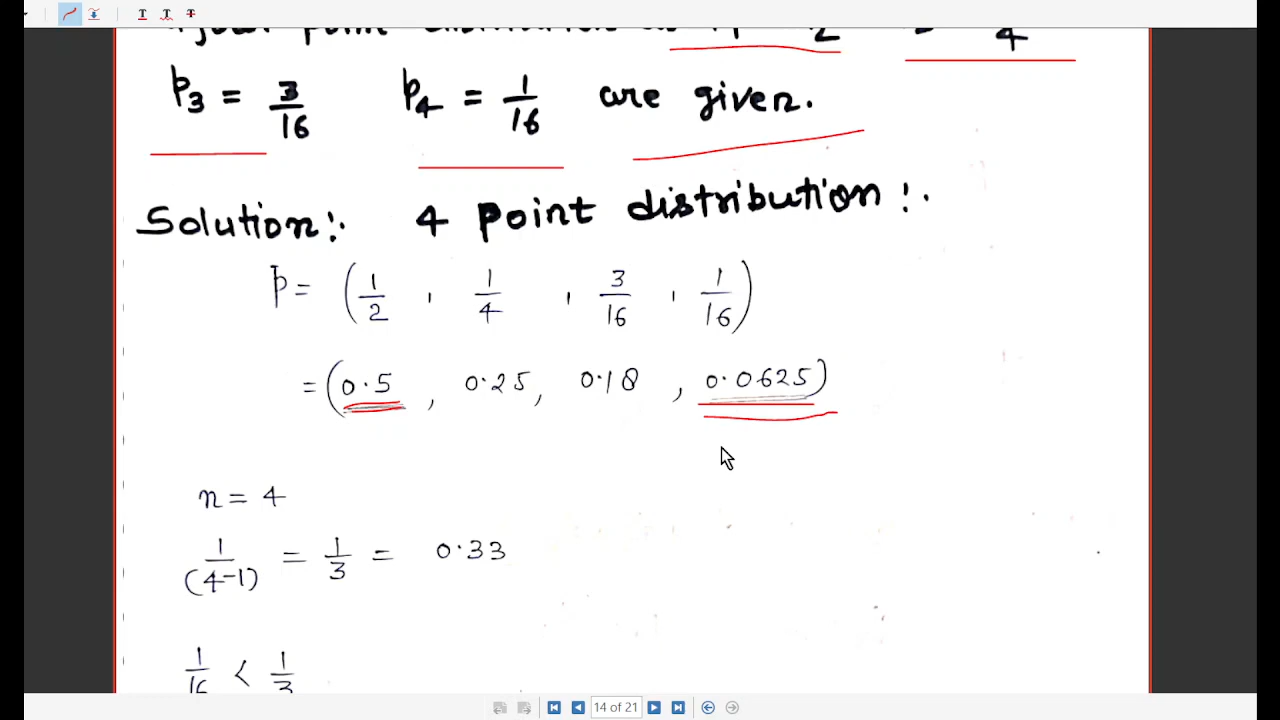 point
p3 = 3/16 p4 = 1/16 are given.
Solution:. 4 point distribution:.
P = (1/2, 1/4, 3/16, 1/16)
= (0.5, 0.25, 0.18, 0.0625)
n = 4
1/(4-1) = 1/3 = 0.33
1/16 < 1/3
14 of 21